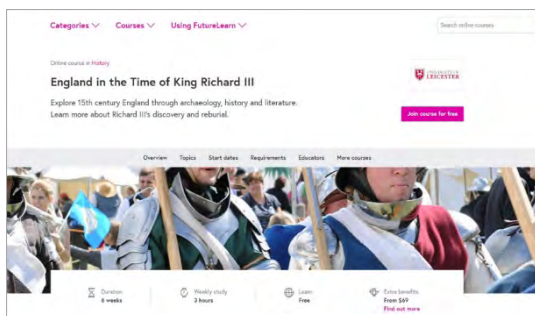 Categories Courses Using FutureLearn Search online courses
Online course in History
England in the Time of King Richard III
UNIVERSITY OF
LEICESTER
Explore 15th century England through archaeology, history and literature.
Learn more about Richard III's discovery and reburial.
Join course for free
Overview Topics Start dates Requirements Educators More courses
Duration
6 weeks
Weekly study
3 hours
Learn
Free
Extra benefits
From $69
Find out more